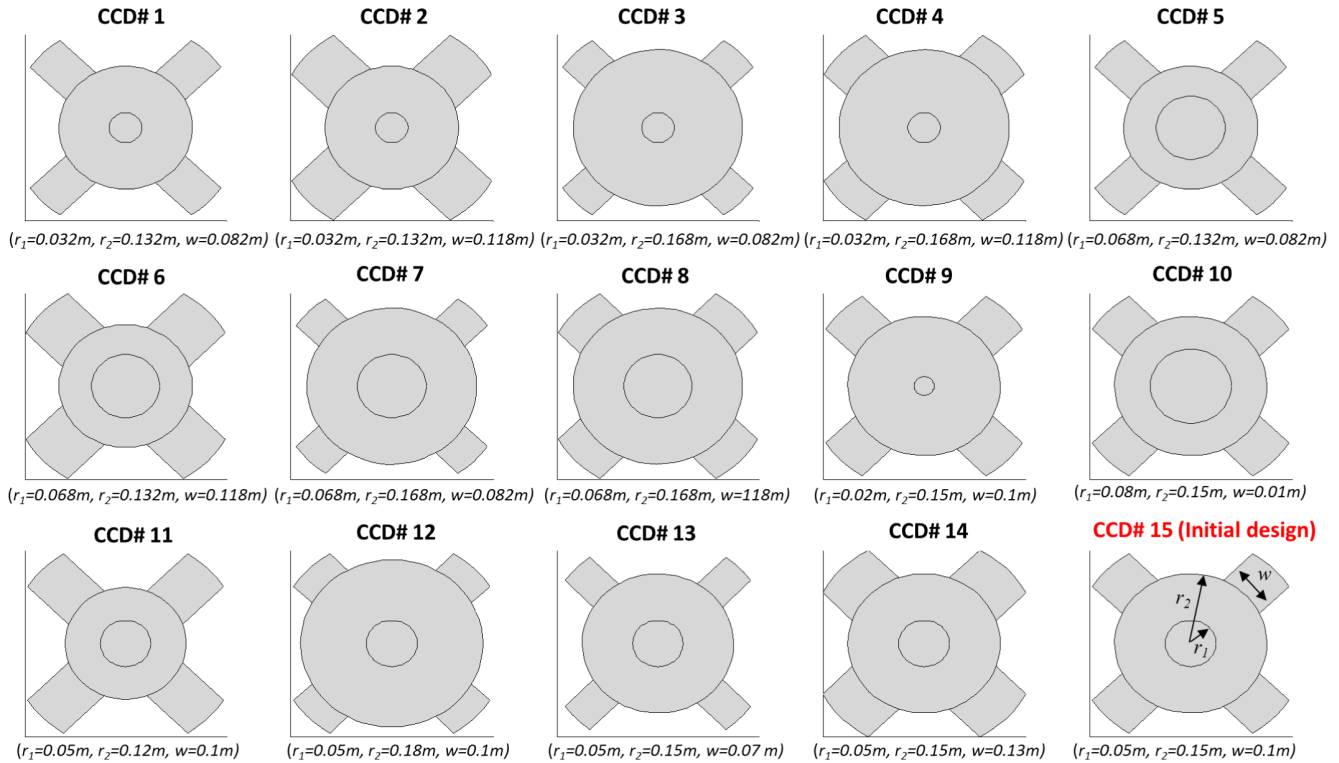 CCD# 1 CCD# 2 CCD# 3 CCD# 4 CCD# 5
(r1=0.032m, r2=0.132m, w=0.082m) (r1=0.032m, r2=0.132m, w=0.118m) (r1=0.032m, r2=0.168m, w=0.082m) (r1=0.032m, r2=0.168m, w=0.118m) (r1=0.068m, r2=0.132m, w=0.082m)
CCD# 6 CCD# 7 CCD# 8 CCD# 9 CCD# 10
(r1=0.068m, r2=0.132m, w=0.118m) (r1=0.068m, r2=0.168m, w=0.082m) (r1=0.068m, r2=0.168m, w=118m) (r1=0.02m, r2=0.15m, w=0.1m) (r1=0.08m, r2=0.15m, w=0.01m)
CCD# 11 CCD# 12 CCD# 13 CCD# 14 CCD# 15 (Initial design)
w
r2
r1
(r1=0.05m, r2=0.12m, w=0.1m) (r1=0.05m, r2=0.18m, w=0.1m) (r1=0.05m, r2=0.15m, w=0.07 m) (r1=0.05m, r2=0.15m, w=0.13m) (r1=0.05m, r2=0.15m, w=0.1m)